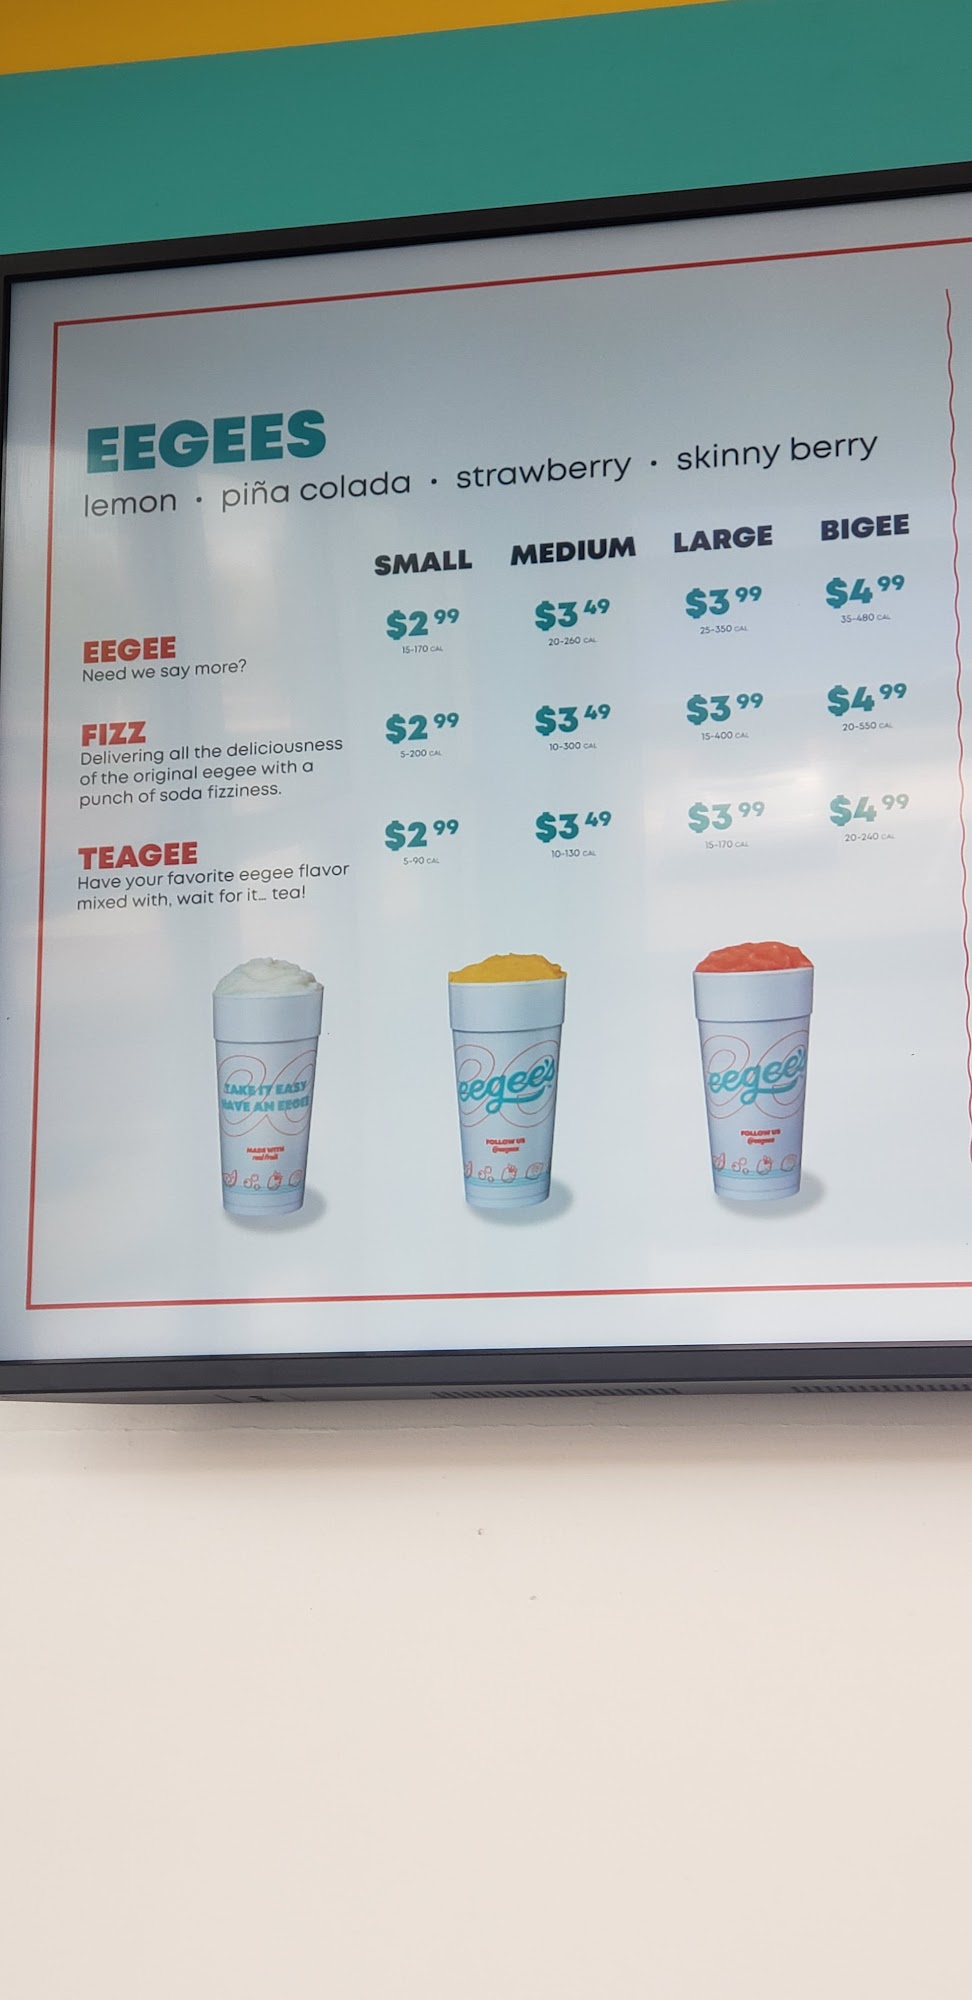 EEGEES
lemon · piña colada · strawberry · skinny berry
SMALL MEDIUM LARGE BIGEE
EEGEE
Need we say more?
$2.99 $3.49 $3.99 $4.99
15-170 CAL 20-260 CAL 25-350 CAL 35-480 CAL
FIZZ
Delivering all the deliciousness
of the original eegee with a
punch of soda fizziness.
$2.99 $3.49 $3.99 $4.99
5-200 CAL 10-300 CAL 15-400 CAL 20-550 CAL
TEAGEE
Have your favorite eegee flavor
mixed with, wait for it... tea!
$2.99 $3.49 $3.99 $4.99
5-90 CAL 10-130 CAL 15-170 CAL 20-240 CAL
TAKE IT EASY
HAVE AN EEGEE
MADE WITH
real fruit
eegee's
FOLLOW US
@eegees
eegee's
FOLLOW US
@eegees